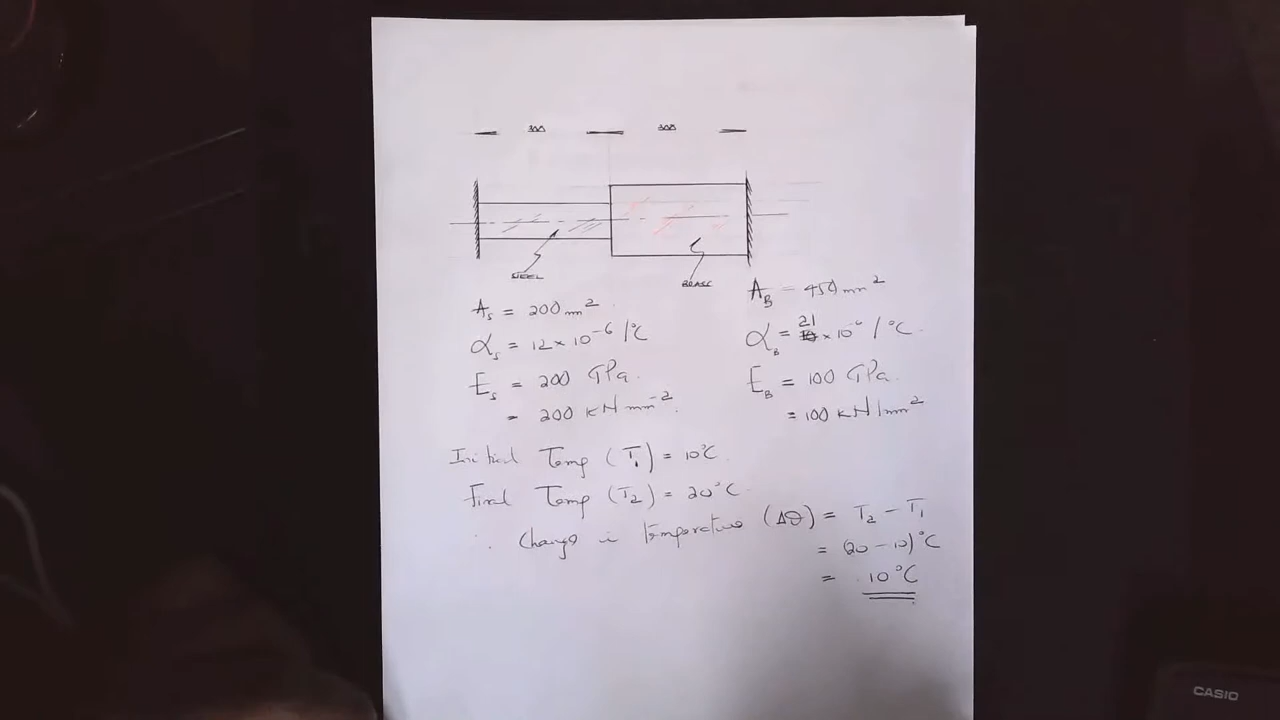 300 300
STEEL
BRASS
A_s = 200 mm²
A_B = 450 mm²
α_s = 12 × 10⁻⁶ /°C
α_B = 21 × 10⁻⁶ /°C
E_s = 200 GPa.
E_B = 100 GPa.
= 200 kN mm⁻².
= 100 kN/mm²
Initial Temp (T₁) = 10°C.
Final Temp (T₂) = 20°C.
∴ Change in temperature (Δθ) = T₂ − T₁
= (20 − 10)°C
= 10°C
CASIO